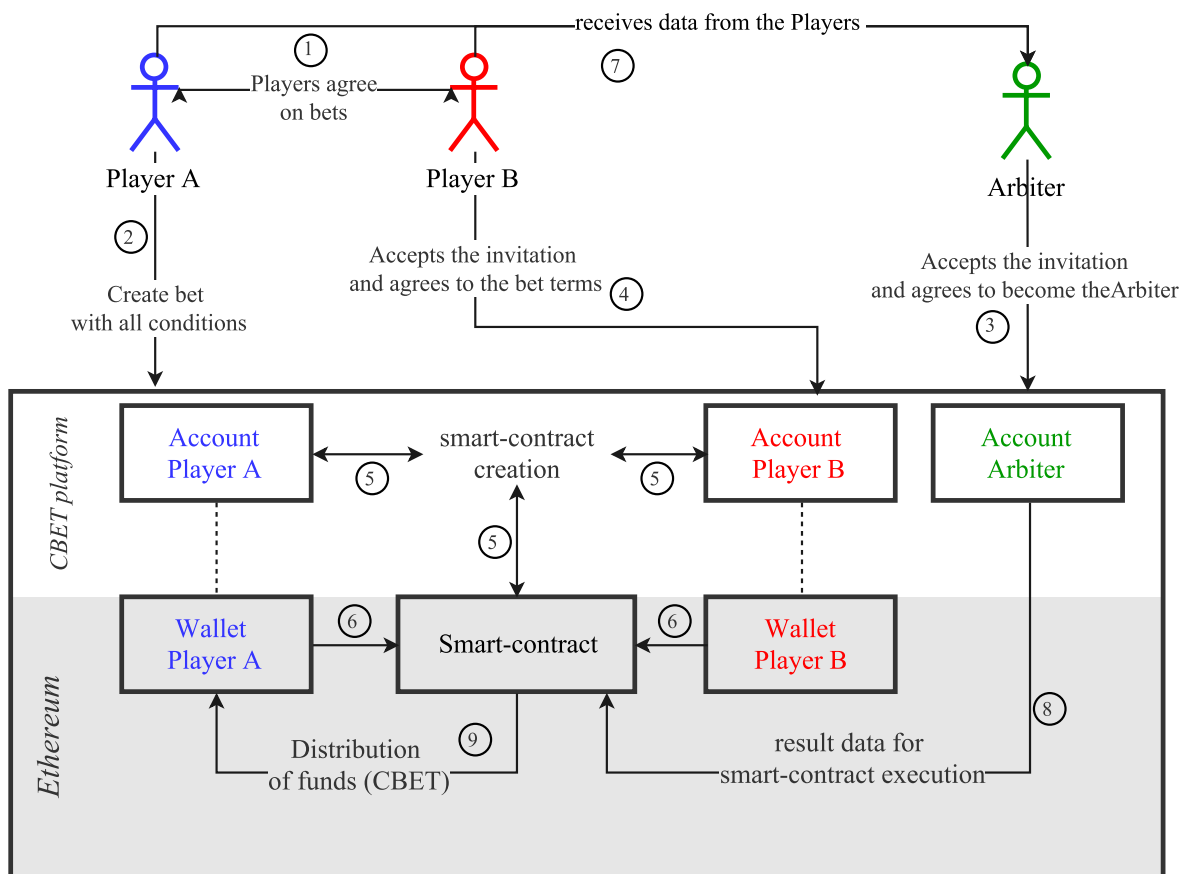 receives data from the Players
1
7
Players agree
on bets
Player A
Player B
Arbiter
2
Accepts the invitation
and agrees to the bet terms
4
Accepts the invitation
and agrees to become theArbiter
3
Create bet
with all conditions
CBET platform
Account
Player A
smart-contract
creation
Account
Player B
Account
Arbiter
5
5
5
Ethereum
Wallet
Player A
6
Smart-contract
6
Wallet
Player B
8
9
Distribution
of funds (CBET)
result data for
smart-contract execution